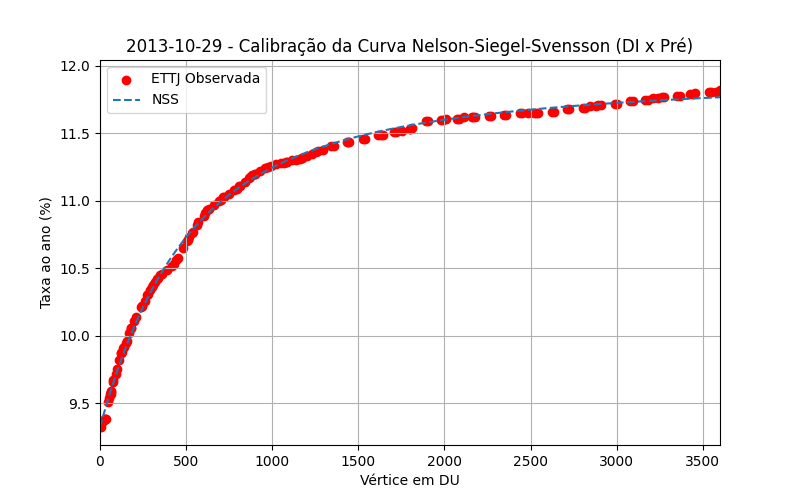 2013-10-29 - Calibração da Curva Nelson-Siegel-Svensson (DI x Pré)
ETTJ Observada
NSS
Taxa ao ano (%)
12.0
11.5
11.0
10.5
10.0
9.5
0 500 1000 1500 2000 2500 3000 3500
Vértice em DU